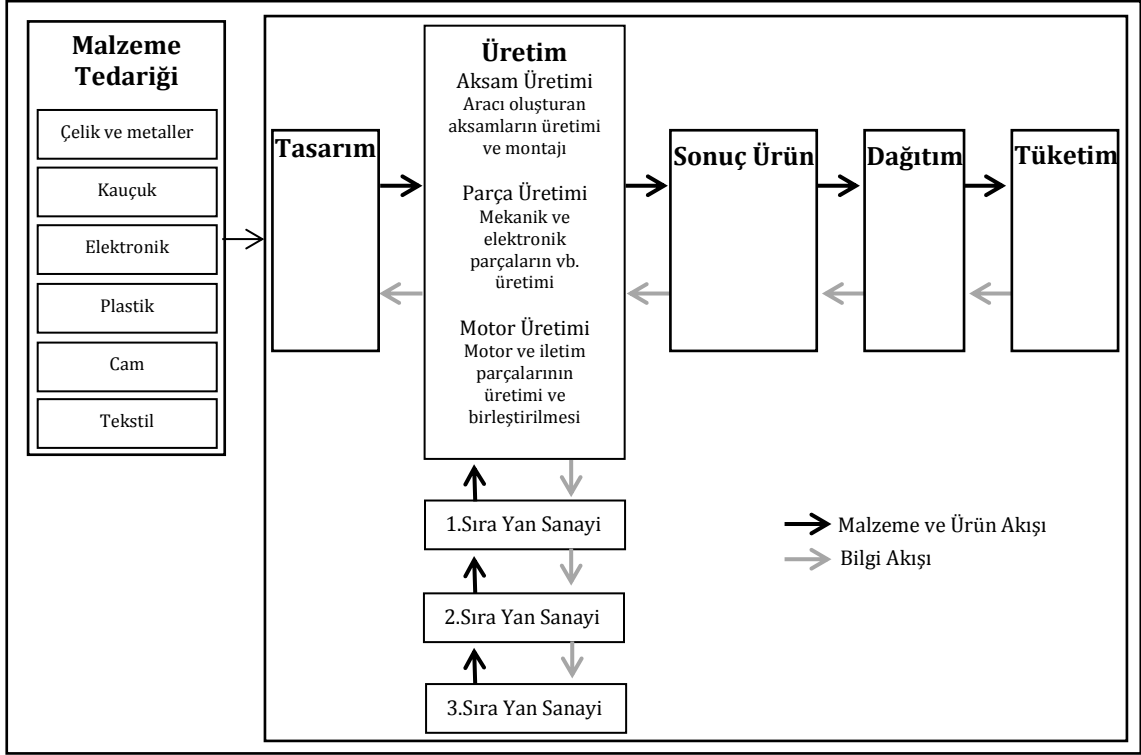 Malzeme
Tedariği
Çelik ve metaller
Kauçuk
Elektronik
Plastik
Cam
Tekstil
Tasarım
Üretim
Aksam Üretimi
Aracı oluşturan
aksamların üretimi
ve montajı
Parça Üretimi
Mekanik ve
elektronik
parçaların vb.
üretimi
Motor Üretimi
Motor ve iletim
parçalarının
üretimi ve
birleştirilmesi
Sonuç Ürün
Dağıtım
Tüketim
1.Sıra Yan Sanayi
2.Sıra Yan Sanayi
3.Sıra Yan Sanayi
Malzeme ve Ürün Akışı
Bilgi Akışı